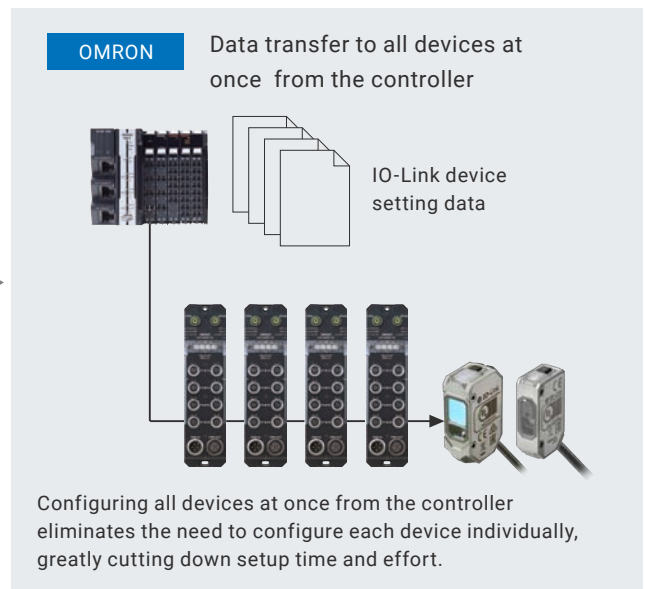 OMRON
Data transfer to all devices at
once from the controller
IO-Link device
setting data
IO-Link
Configuring all devices at once from the controller
eliminates the need to configure each device individually,
greatly cutting down setup time and effort.